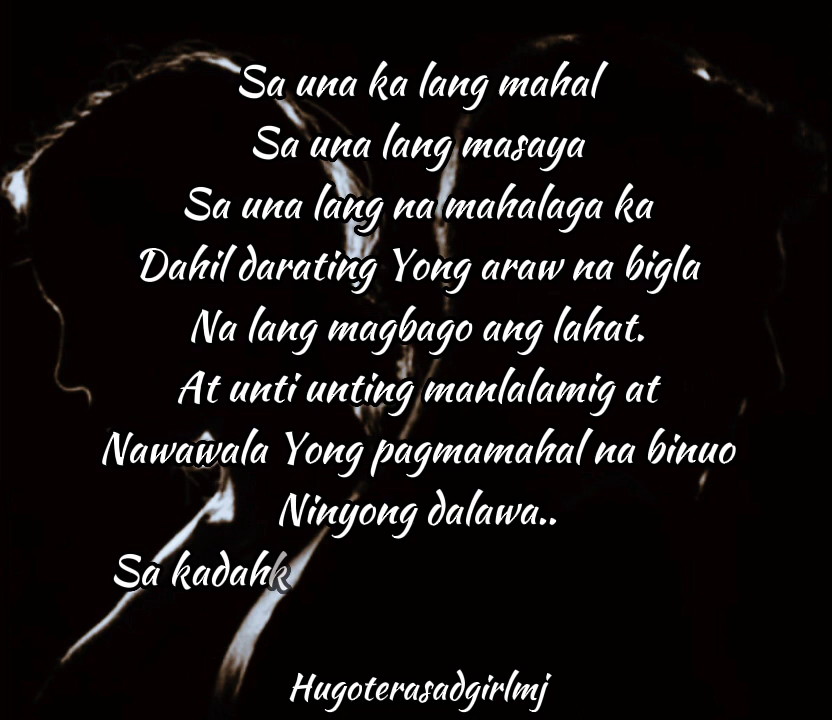 Sa una ka lang mahal
Sa una lang masaya
Sa una lang na mahalaga ka
Dahil darating Yong araw na bigla
Na lang magbago ang lahat.
At unti unting manlalamig at
Nawawala Yong pagmamahal na binuo
Ninyong dalawa..
Sa kadahk
Hugoterasadgirlmj